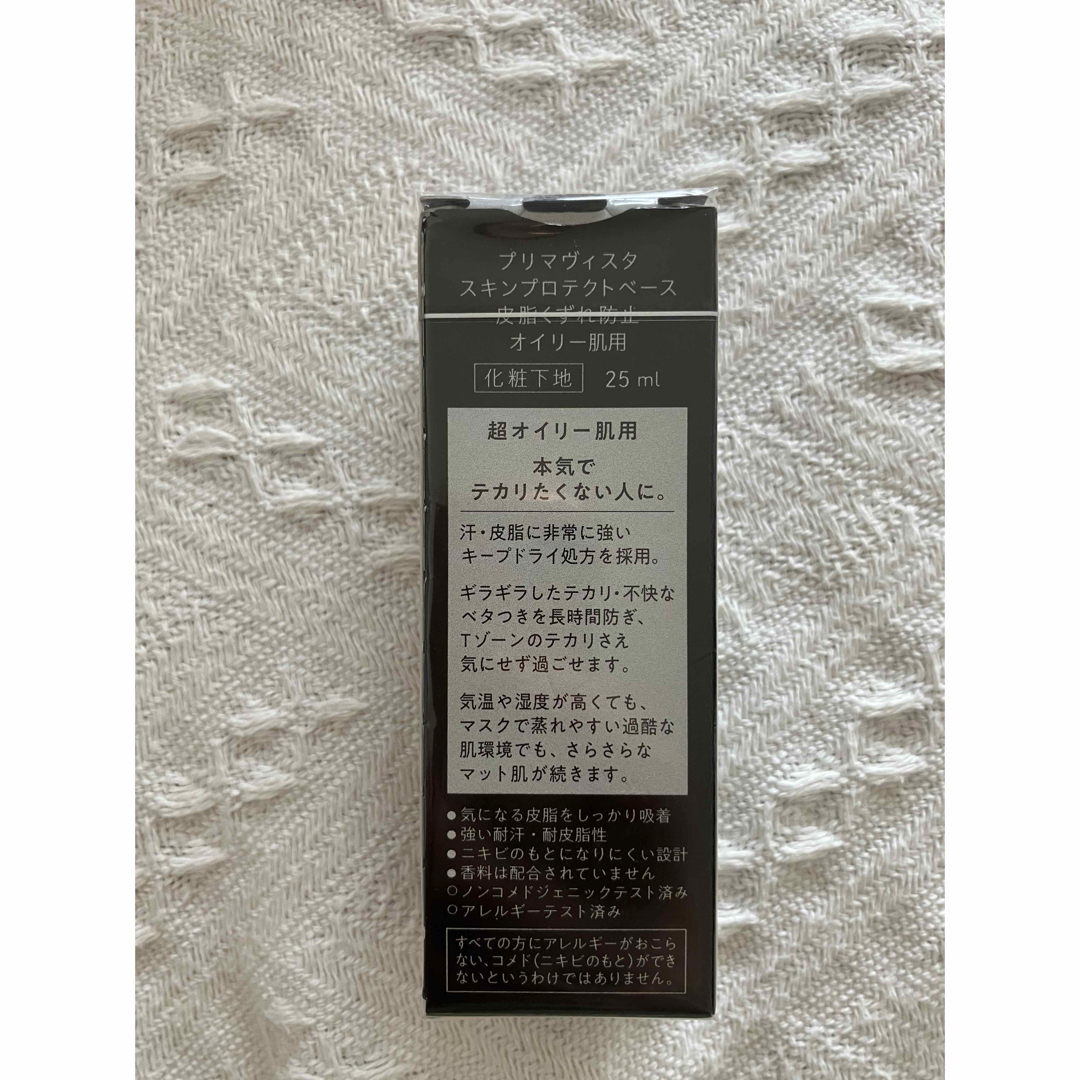 プリマヴィスタ
スキンプロテクトベース
皮脂くずれ防止
オイリー肌用
化粧下地 25 ml
超オイリー肌用
本気で
テカリたくない人に。
汗・皮脂に非常に強い
キープドライ処方を採用。
ギラギラしたテカリ・不快な
ベタつきを長時間防ぎ、
Tゾーンのテカリさえ
気にせず過ごせます。
気温や湿度が高くても、
マスクで蒸れやすい過酷な
肌環境でも、さらさらな
マット肌が続きます。
●気になる皮脂をしっかり吸着
●強い耐汗・耐皮脂性
●ニキビのもとになりにくい設計
●香料は配合されていません
○ノンコメドジェニックテスト済み
○アレルギーテスト済み
すべての方にアレルギーがおこら
ない、コメド(ニキビのもと)ができ
ないというわけではありません。